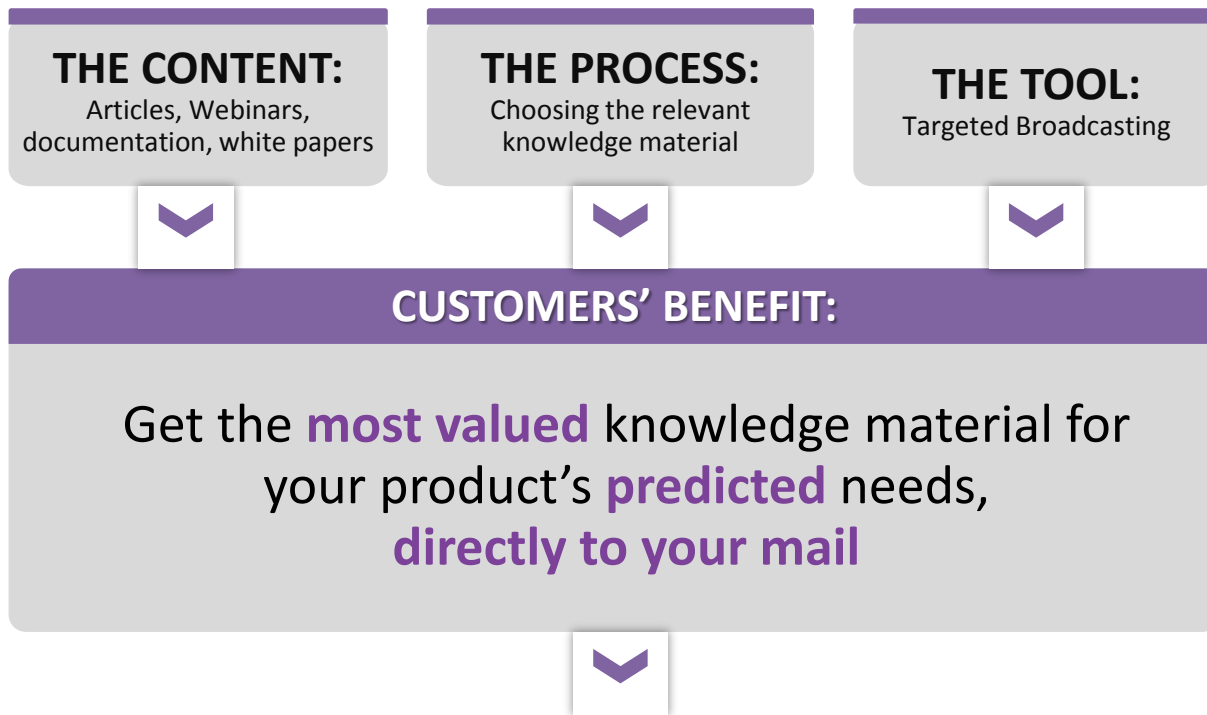 THE CONTENT:
Articles, Webinars,
documentation, white papers
THE PROCESS:
Choosing the relevant
knowledge material
THE TOOL:
Targeted Broadcasting
CUSTOMERS’ BENEFIT:
Get the most valued knowledge material for
your product’s predicted needs,
directly to your mail